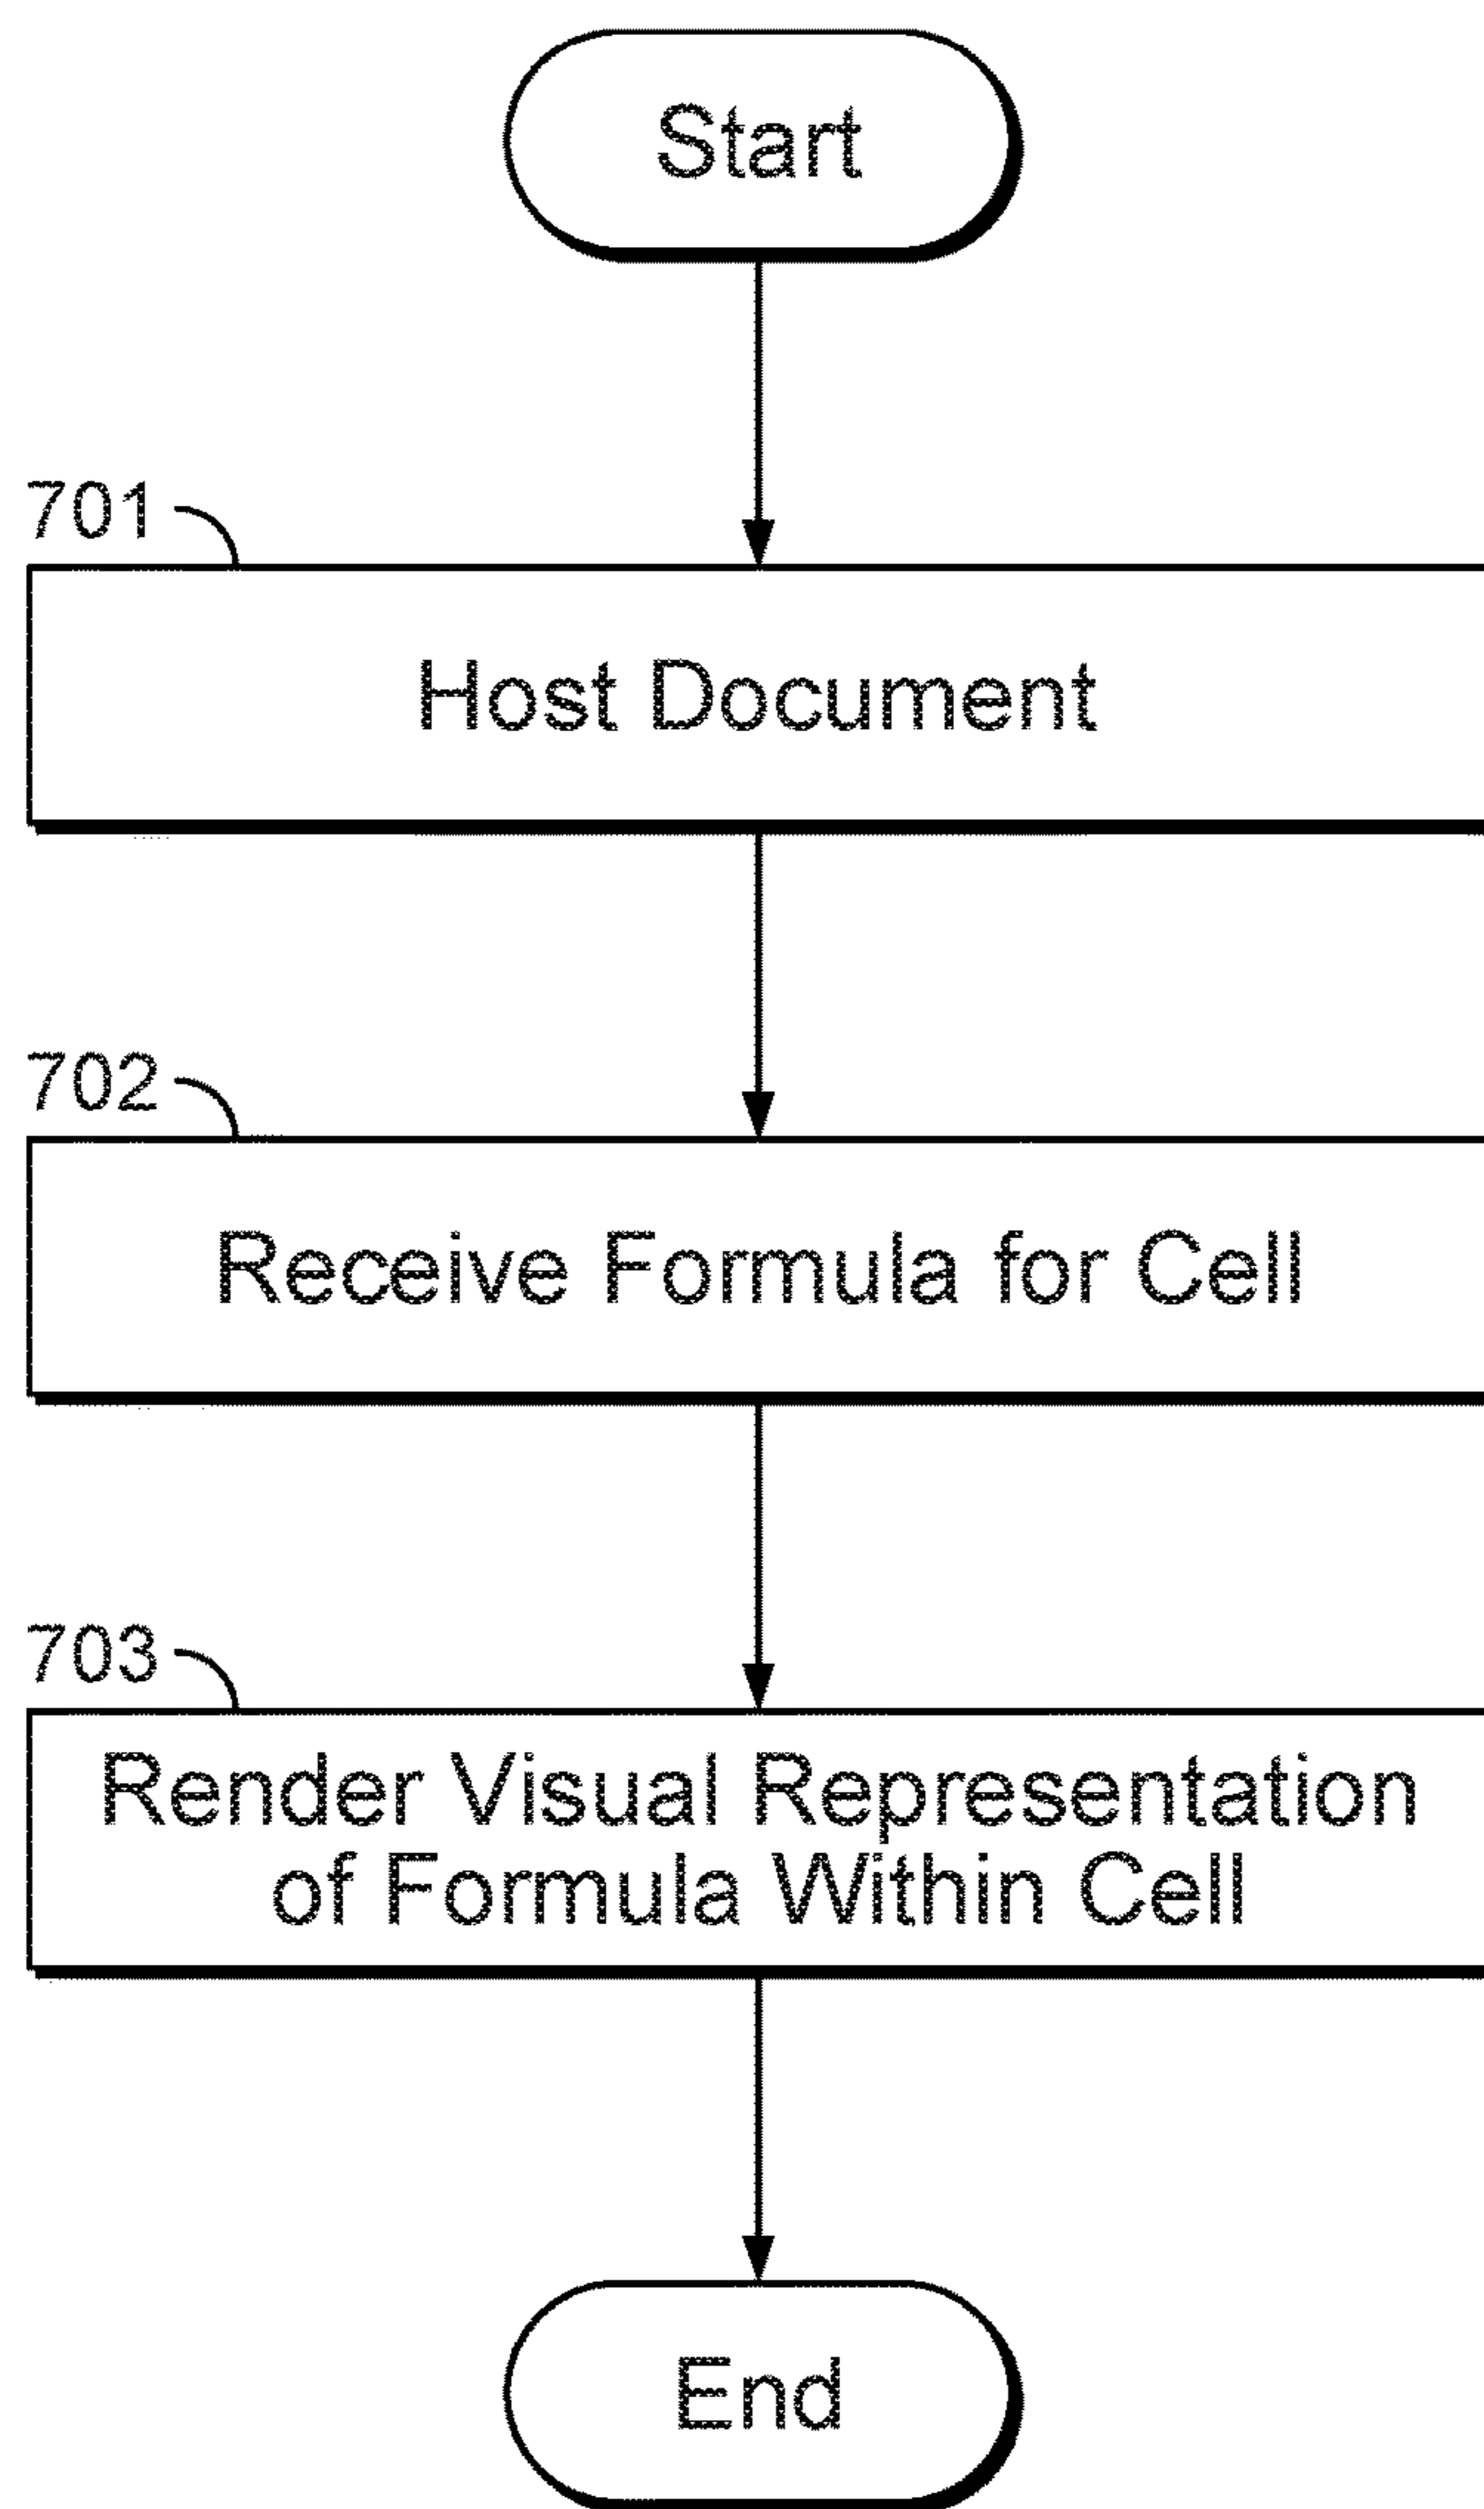 Start
701
Host Document
702
Receive Formula for Cell
703
Render Visual Representation
of Formula Within Cell
End